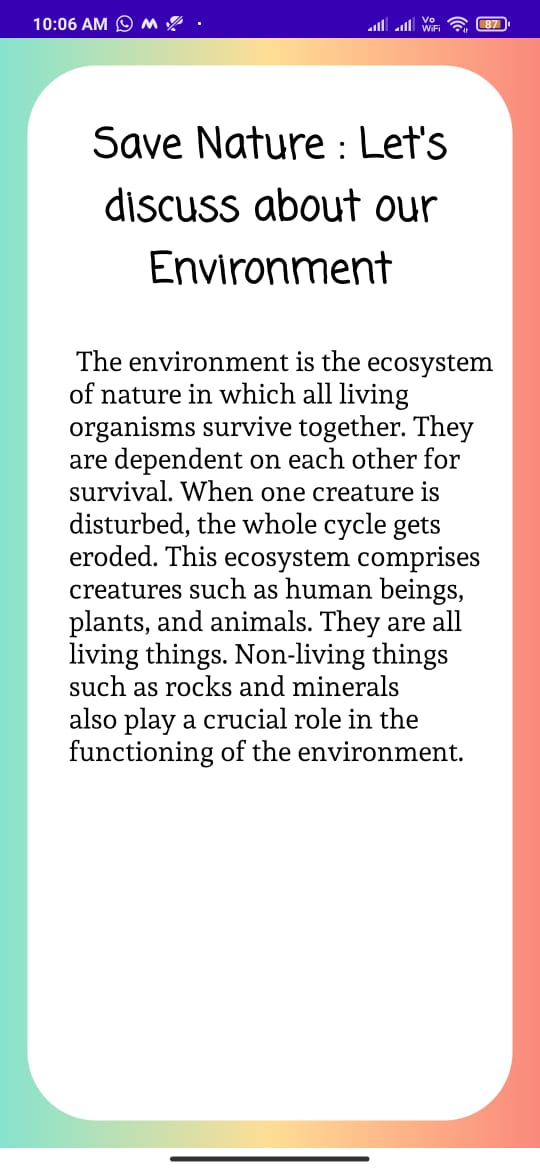 10:06 AM
Vo
WiFi
87
Save Nature : Let's
discuss about our
Environment
The environment is the ecosystem
of nature in which all living
organisms survive together. They
are dependent on each other for
survival. When one creature is
disturbed, the whole cycle gets
eroded. This ecosystem comprises
creatures such as human beings,
plants, and animals. They are all
living things. Non-living things
such as rocks and minerals
also play a crucial role in the
functioning of the environment.